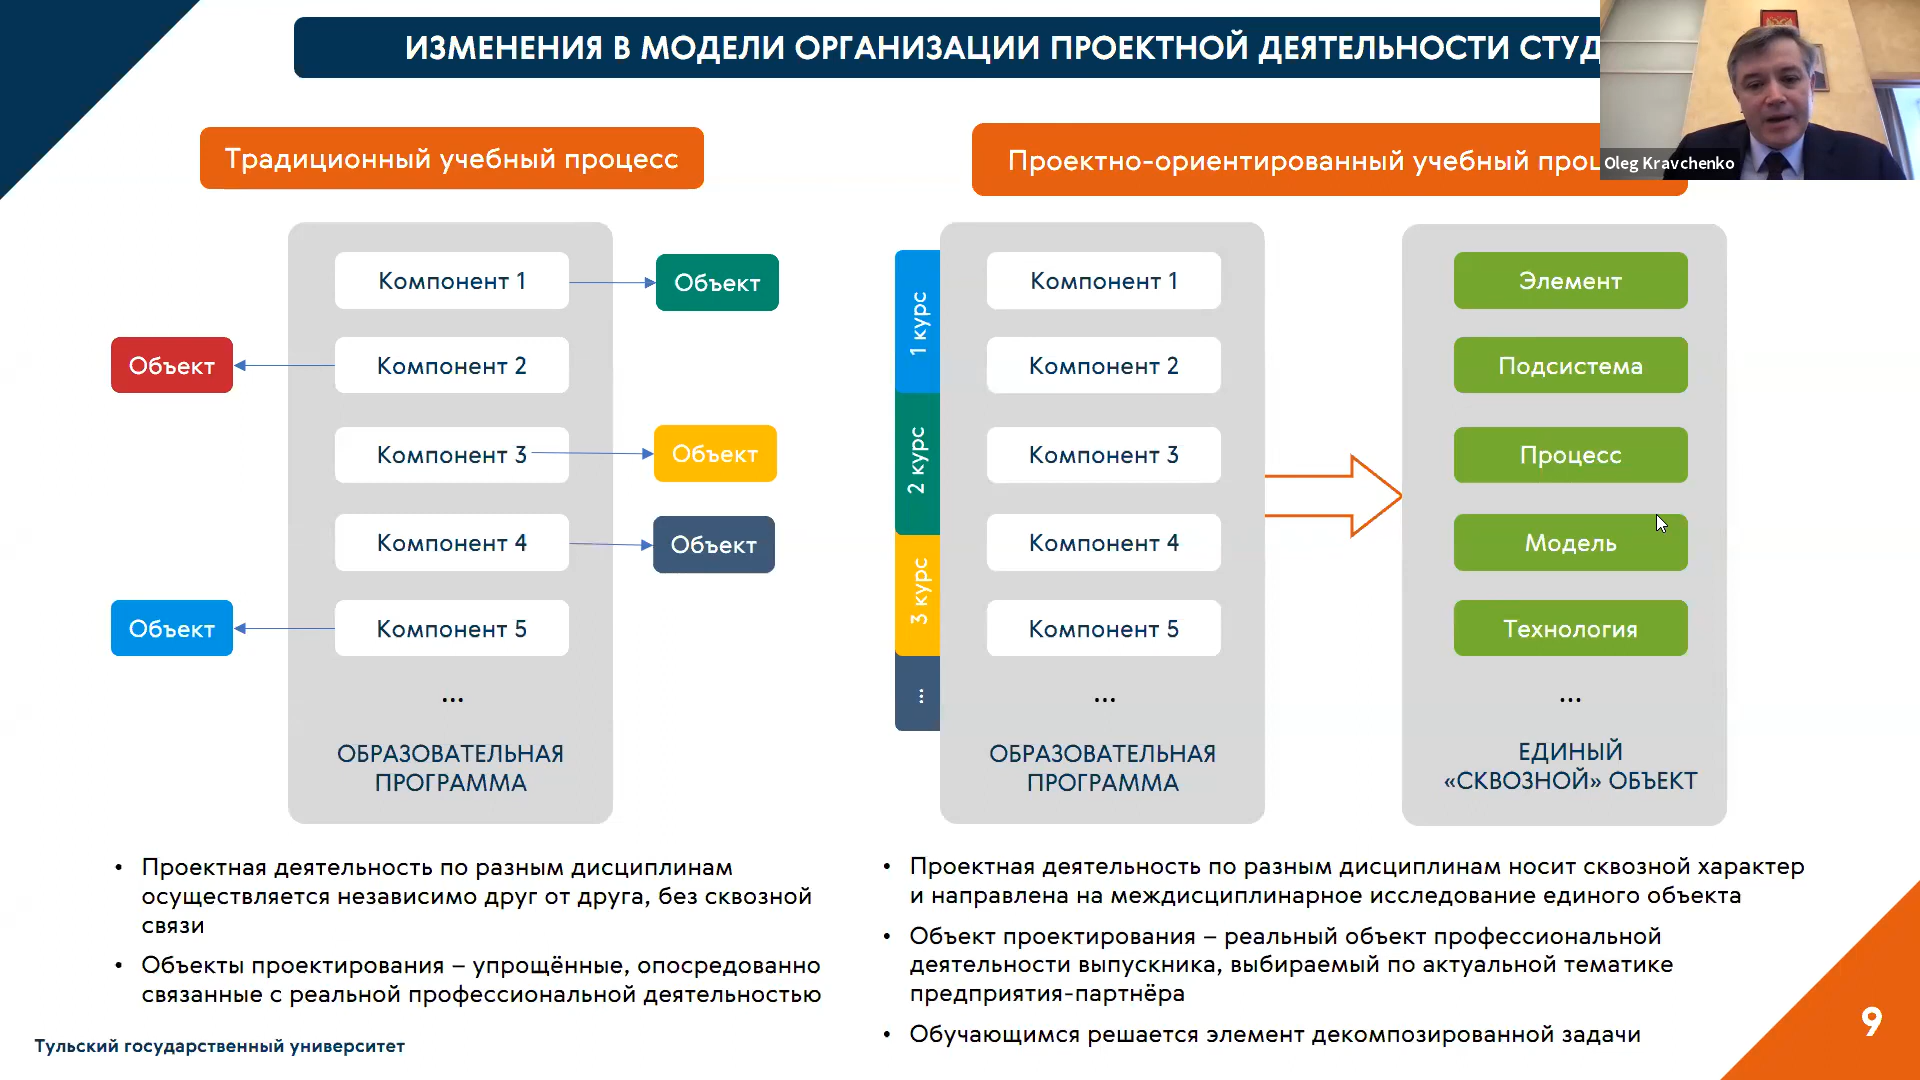 ИЗМЕНЕНИЯ В МОДЕЛИ ОРГАНИЗАЦИИ ПРОЕКТНОЙ ДЕЯТЕЛЬНОСТИ СТУД
Oleg Kravchenko
Традиционный учебный процесс
Компонент 1
Объект
Объект
Компонент 2
Компонент 3
Объект
Компонент 4
Объект
Объект
Компонент 5
...
ОБРАЗОВАТЕЛЬНАЯ
ПРОГРАММА
• Проектная деятельность по разным дисциплинам
осуществляется независимо друг от друга, без сквозной
связи
• Объекты проектирования – упрощённые, опосредованно
связанные с реальной профессиональной деятельностью
Проектно-ориентированный учебный проц
1 курс
2 курс
3 курс
...
Компонент 1
Компонент 2
Компонент 3
Компонент 4
Компонент 5
...
ОБРАЗОВАТЕЛЬНАЯ
ПРОГРАММА
Элемент
Подсистема
Процесс
Модель
Технология
...
ЕДИНЫЙ
«СКВОЗНОЙ» ОБЪЕКТ
• Проектная деятельность по разным дисциплинам носит сквозной характер
и направлена на междисциплинарное исследование единого объекта
• Объект проектирования – реальный объект профессиональной
деятельности выпускника, выбираемый по актуальной тематике
предприятия-партнёра
• Обучающимся решается элемент декомпозированной задачи
Тульский государственный университет
9